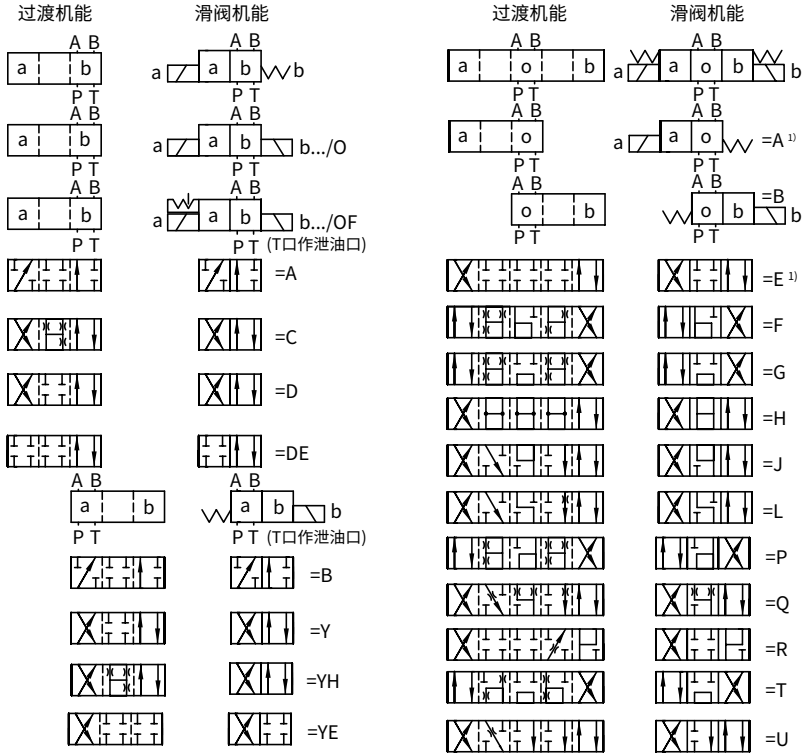 过渡机能 滑阀机能 过渡机能 滑阀机能
A B A B A B A B
a b a a b b a o b a a o b b
P T P T P T P T
A B A B A B A B
a b a a b b.../O a o a a o =A 1)
P T P T P T P T
A B A B A B A B
a b a a b b.../OF o b o b b =B
P T P T (T口作泄油口) P T P T
=A =E 1)
=C =F
=D =G
=DE =H
A B A B =J
a b a b b =L
P T P T (T口作泄油口)
=B =P
=Y =Q
=YH =R
=YE =T
=U